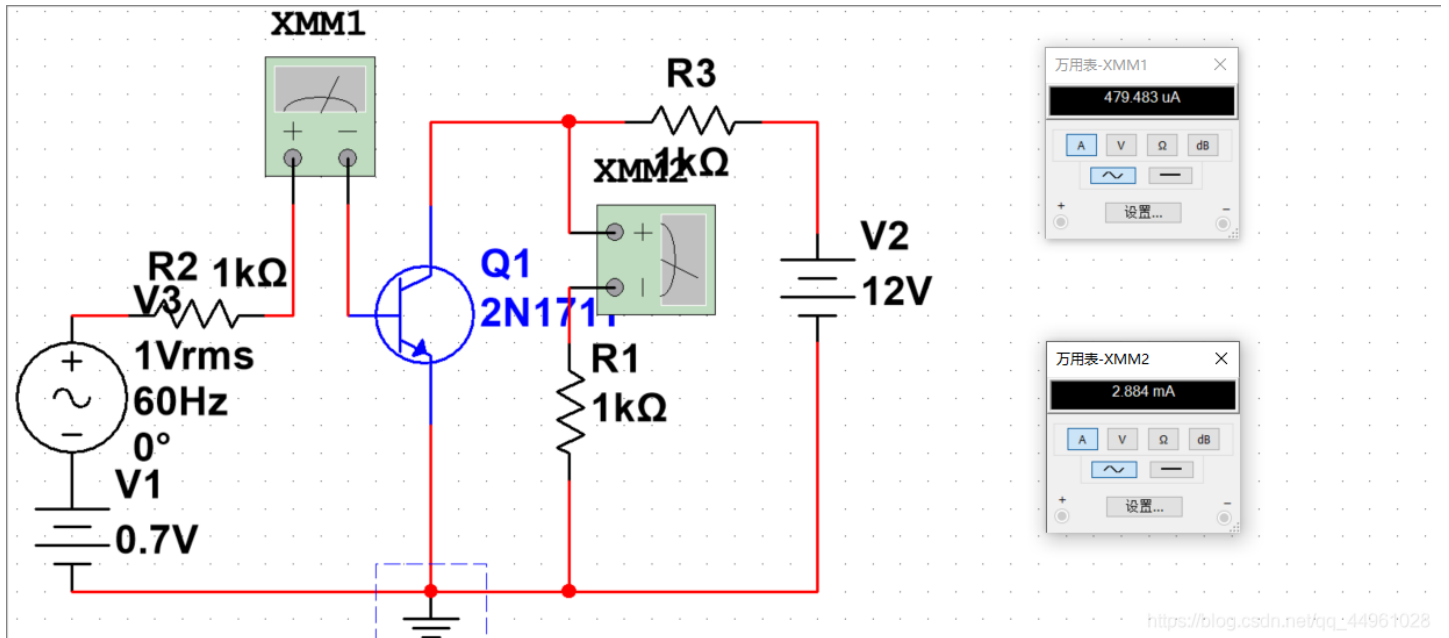 XMM1
+ −
R3
1kΩ
XMM2
+
−
V2
12V
R2 1kΩ
Q1
2N1711
V3
1Vrms
60Hz
0°
+
−
R1
1kΩ
V1
0.7V
万用表-XMM1
479.483 uA
A V Ω dB
+ 设置... −
万用表-XMM2
2.884 mA
A V Ω dB
+ 设置... −
https://blog.csdn.net/qq_44961028